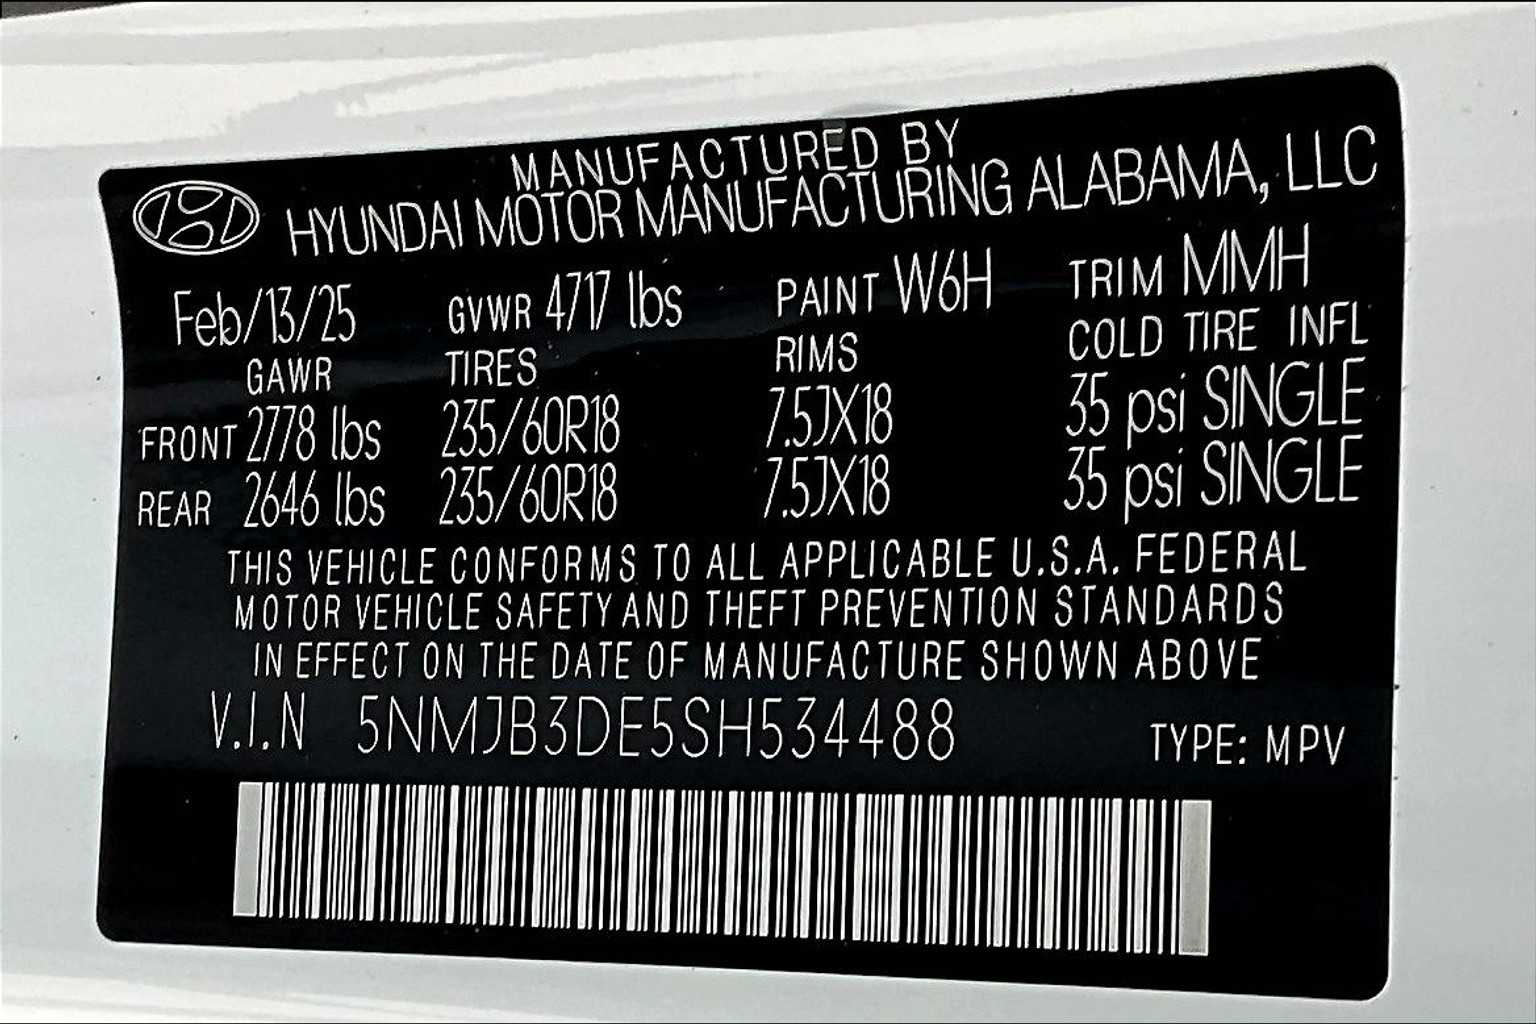 MANUFACTURED BY
HYUNDAI MOTOR MANUFACTURING ALABAMA, LLC
Feb/13/25 GVWR 4717 lbs PAINT W6H TRIM MMH
GAWR TIRES RIMS COLD TIRE INFL
FRONT 2778 lbs 235/60R18 7.5JX18 35 psi SINGLE
REAR 2646 lbs 235/60R18 7.5JX18 35 psi SINGLE
THIS VEHICLE CONFORMS TO ALL APPLICABLE U.S.A. FEDERAL
MOTOR VEHICLE SAFETY AND THEFT PREVENTION STANDARDS
IN EFFECT ON THE DATE OF MANUFACTURE SHOWN ABOVE
V.I.N 5NMJB3DE5SH534488 TYPE: MPV